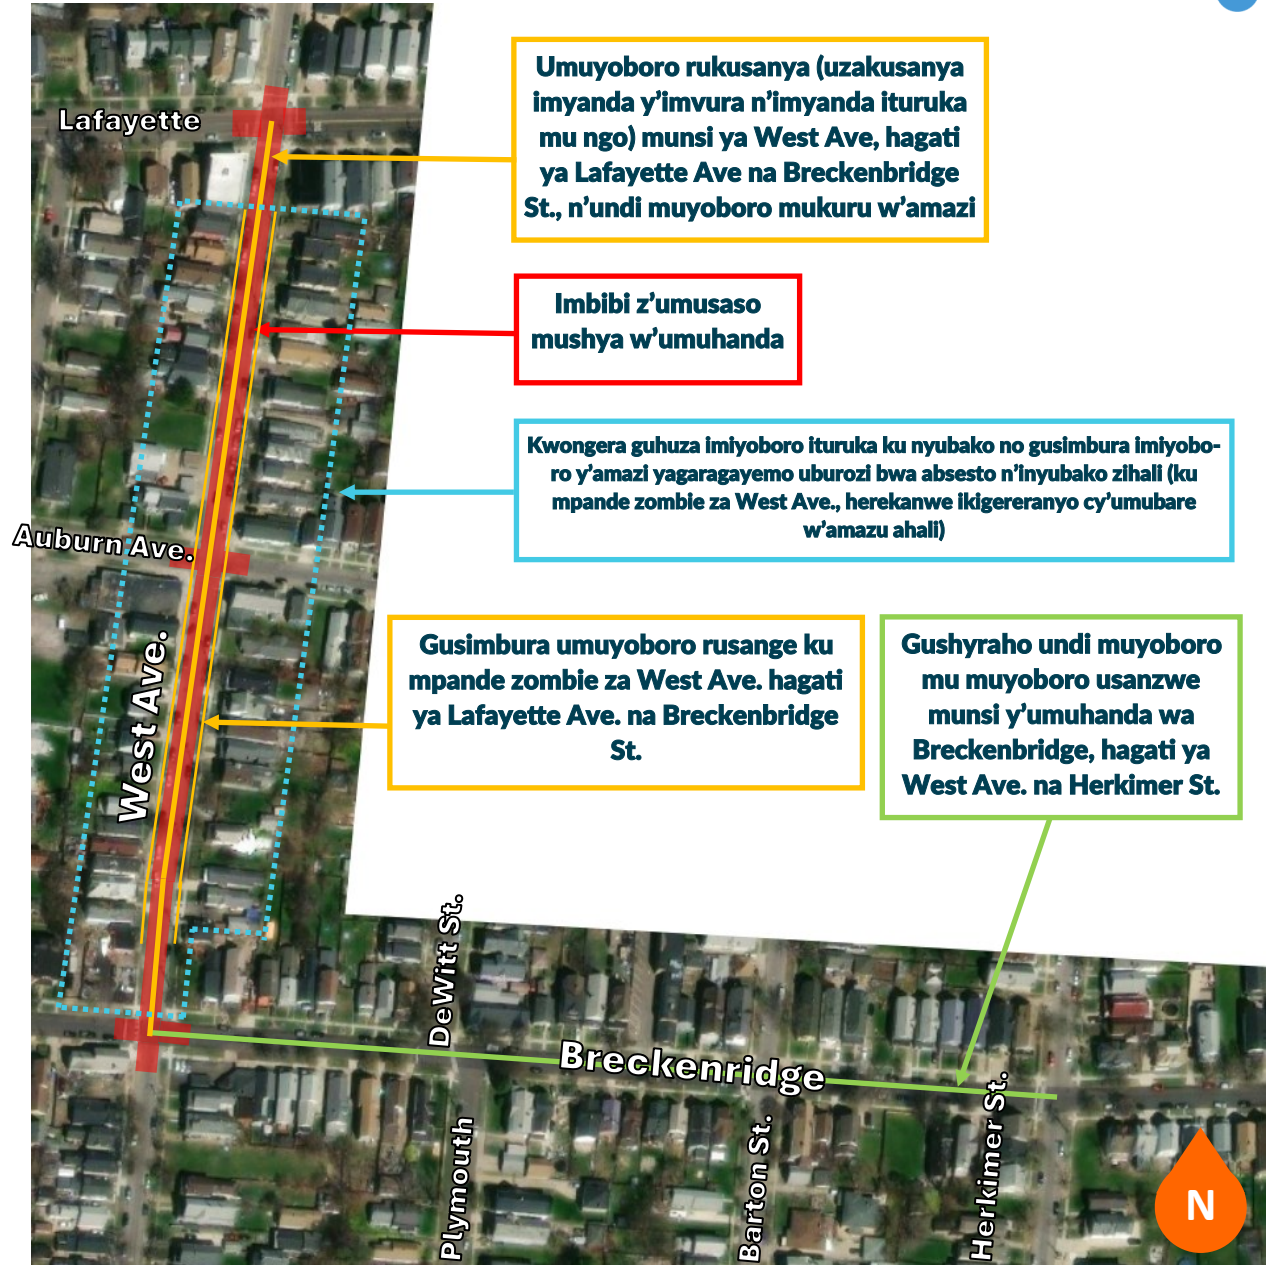 Umuyoboro rukusanya (uzakusanya
imyanda y’imvura n’imyanda ituruka
mu ngo) munsi ya West Ave, hagati
ya Lafayette Ave na Breckenbridge
St., n’undi muyoboro mukuru w’amazi
Lafayette
Imbibi z’umusaso
mushya w’umuhanda
Kwongera guhuza imiyoboro ituruka ku nyubako no gusimbura imiyobo-
ro y’amazi yagaragayemo uburozi bwa absesto n’inyubako zihali (ku
mpande zombie za West Ave., herekanwe ikigereranyo cy’umubare
w’amazu ahali)
Auburn Ave.
West Ave.
Gusimbura umuyoboro rusange ku
mpande zombie za West Ave. hagati
ya Lafayette Ave. na Breckenbridge
St.
Gushyraho undi muyoboro
mu muyoboro usanzwe
munsi y’umuhanda wa
Breckenbridge, hagati ya
West Ave. na Herkimer St.
DeWitt St.
Breckenridge
Plymouth
Barton St.
Herkimer St.
N